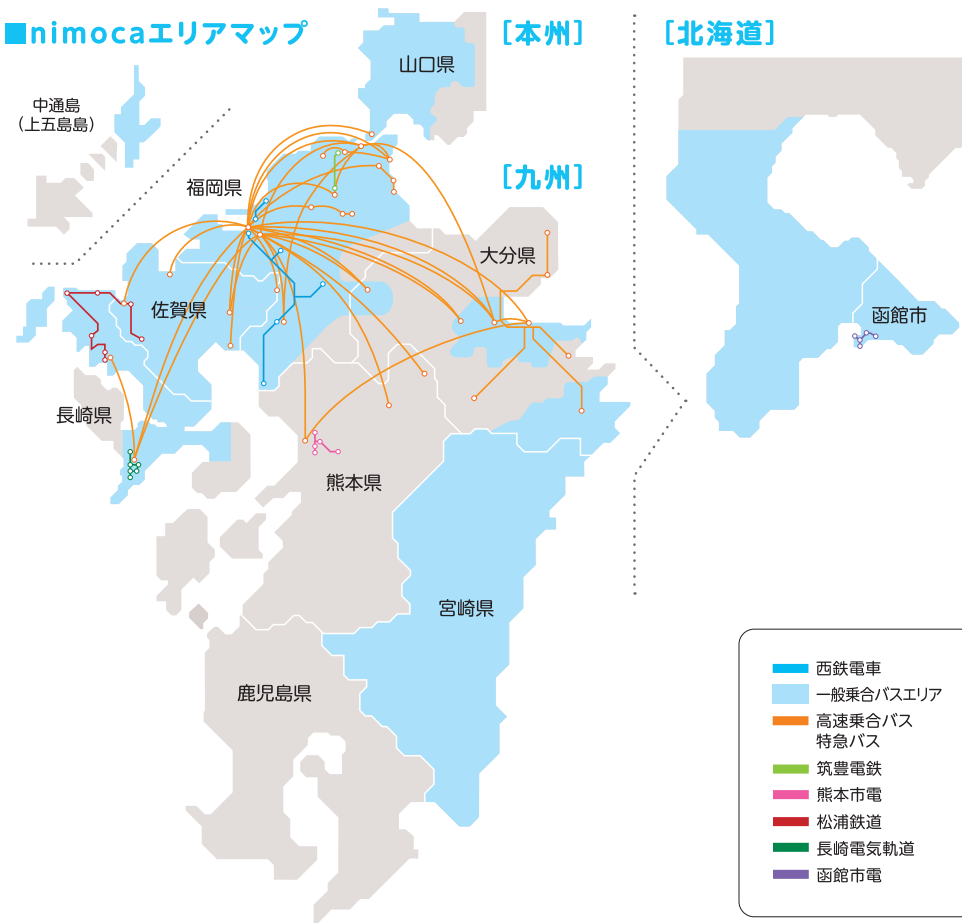 ■nimocaエリアマップ
[本州]
[北海道]
山口県
中通島
(上五島島)
[九州]
福岡県
大分県
佐賀県
函館市
長崎県
熊本県
宮崎県
鹿児島県
西鉄電車
一般乗合バスエリア
高速乗合バス
特急バス
筑豊電鉄
熊本市電
松浦鉄道
長崎電気軌道
函館市電